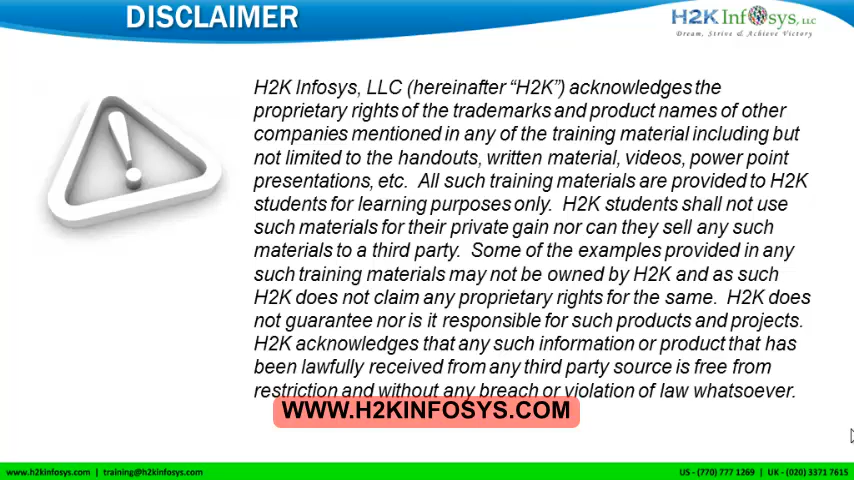 DISCLAIMER
H2K Infosys, LLC
Dream, Strive & Achieve Victory
H2K Infosys, LLC (hereinafter “H2K”) acknowledges the
proprietary rights of the trademarks and product names of other
companies mentioned in any of the training material including but
not limited to the handouts, written material, videos, power point
presentations, etc.  All such training materials are provided to H2K
students for learning purposes only.  H2K students shall not use
such materials for their private gain nor can they sell any such
materials to a third party.  Some of the examples provided in any
such training materials may not be owned by H2K and as such
H2K does not claim any proprietary rights for the same.  H2K does
not guarantee nor is it responsible for such products and projects.
H2K acknowledges that any such information or product that has
been lawfully received from any third party source is free from
restriction and without any breach or violation of law whatsoever.
WWW.H2KINFOSYS.COM
www.h2kinfosys.com | training@h2kinfosys.com
US - (770) 777 1269 | UK - (020) 3371 7615